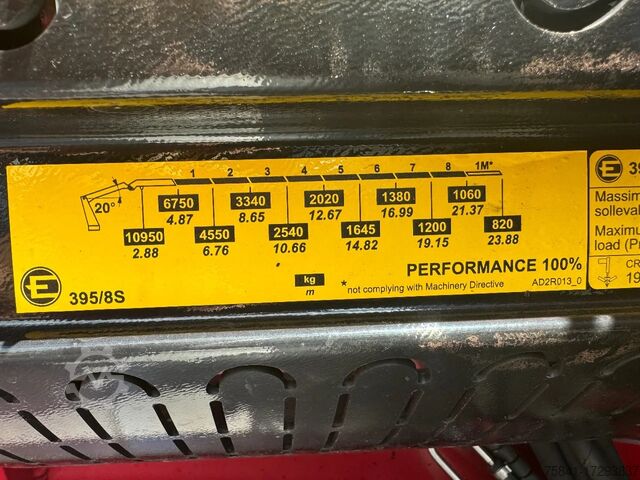 1 2 3 4 5 6 7 8 1M*
20°
6750 3340 2020 1380 1060
4.87 8.65 12.67 16.99 21.37
10950 4550 2540 1645 1200 820
2.88 6.76 10.66 14.82 19.15 23.88
kg
m
PERFORMANCE 100%
*not complying with Machinery Directive
AD2R013_0
E 395/8S
E 39
Massim
solleval
Maximu
load (Pr
CR
19